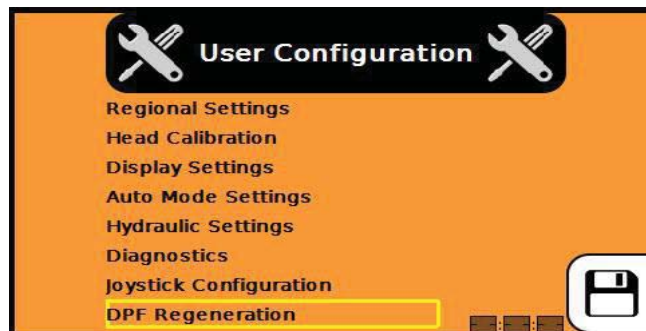 User Configuration
Regional Settings
Head Calibration
Display Settings
Auto Mode Settings
Hydraulic Settings
Diagnostics
Joystick Configuration
DPF Regeneration